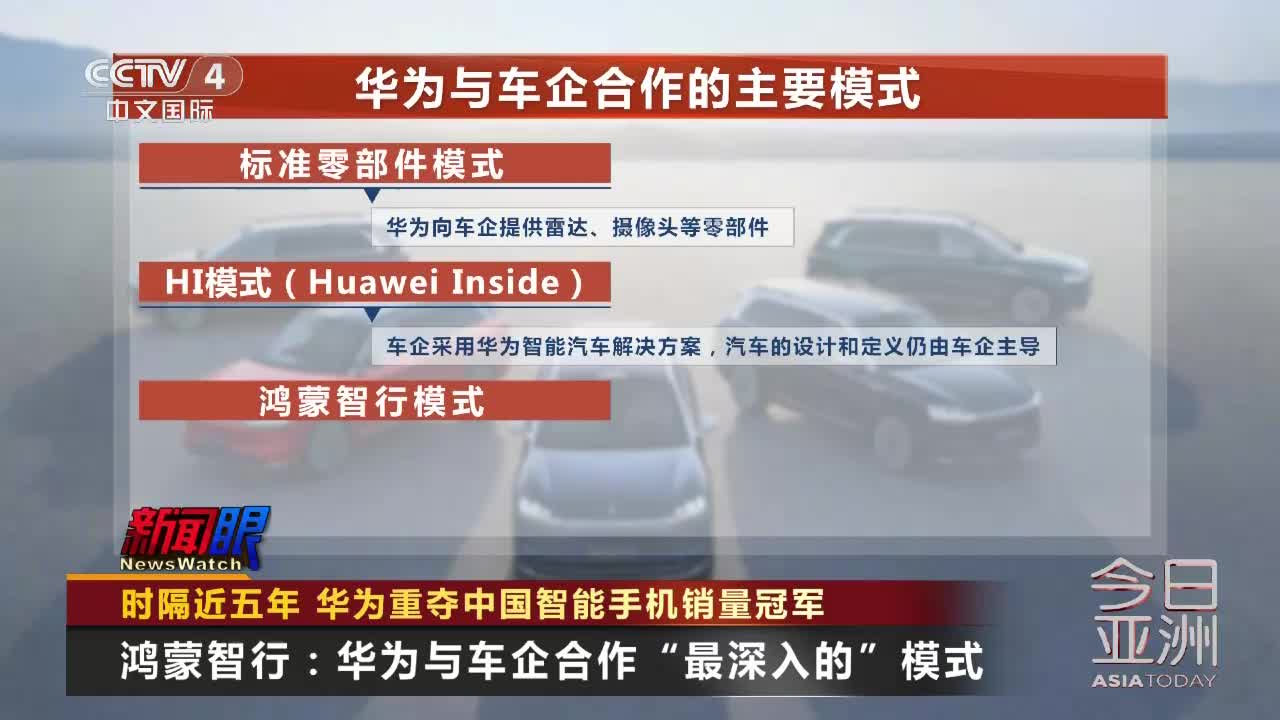 CCTV 4
中文国际
华为与车企合作的主要模式
标准零部件模式
华为向车企提供雷达、摄像头等零部件
HI模式（Huawei Inside）
车企采用华为智能汽车解决方案，汽车的设计和定义仍由车企主导
鸿蒙智行模式
新闻眼
NewsWatch
时隔近五年 华为重夺中国智能手机销量冠军
鸿蒙智行：华为与车企合作“最深入的”模式
今日
亚洲
ASIA TODAY